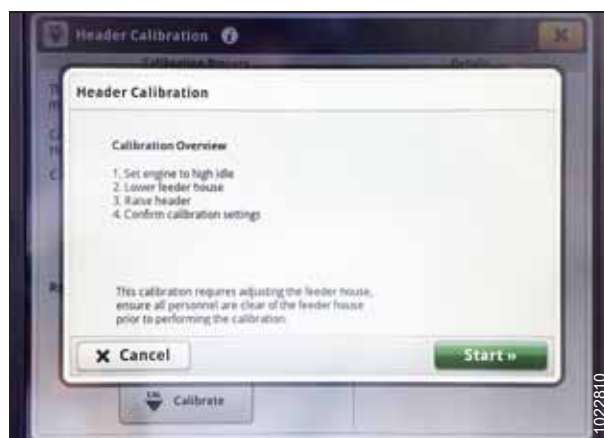 Header Calibration
Header Calibration
Calibration Overview
1. Set engine to high idle
2. Lower feeder house
3. Raise header
4. Confirm calibration settings
This calibration requires adjusting the feeder house,
ensure all personnel are clear of the feeder house
prior to performing the calibration.
Cancel
Start »
CAL
Calibrate
1022810